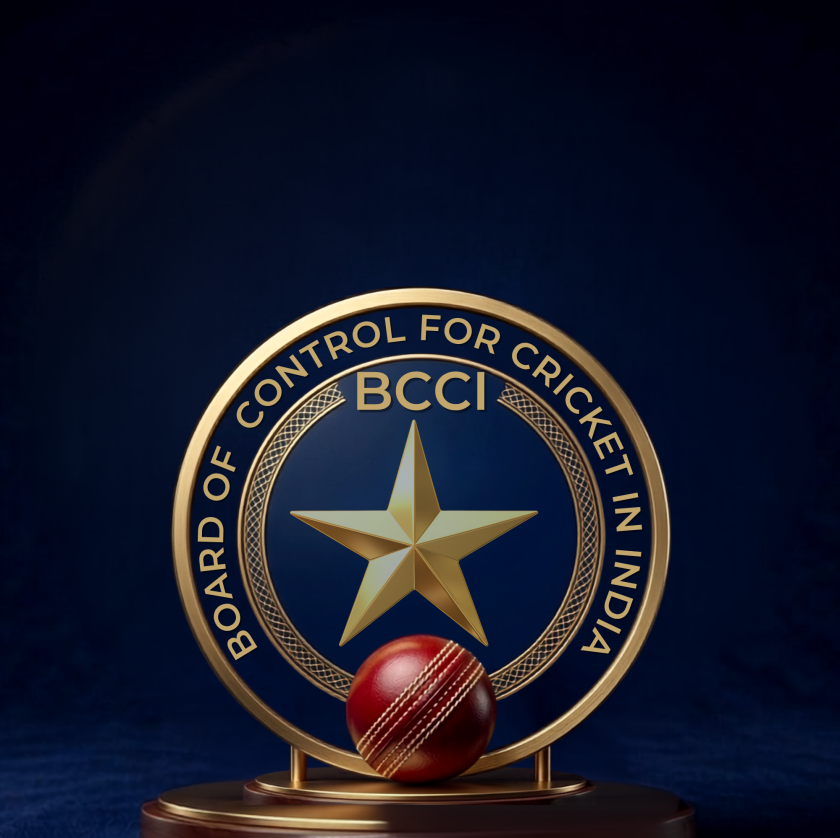 BOARD OF CONTROL FOR CRICKET IN INDIA
BCCI